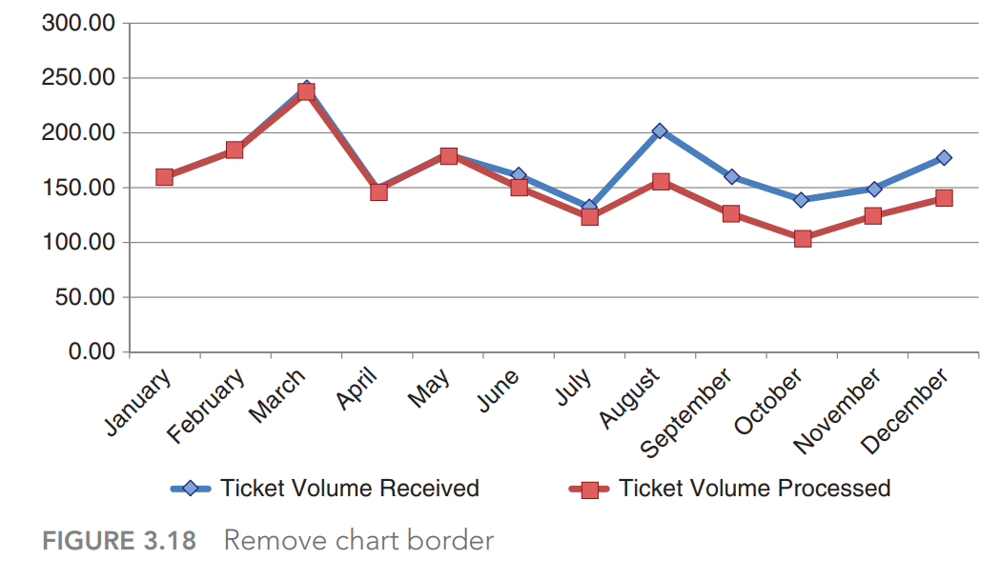 300.00
250.00
200.00
150.00
100.00
50.00
0.00
January
February
March
April
May
June
July
August
September
October
November
December
Ticket Volume Received
Ticket Volume Processed
FIGURE 3.18 Remove chart border